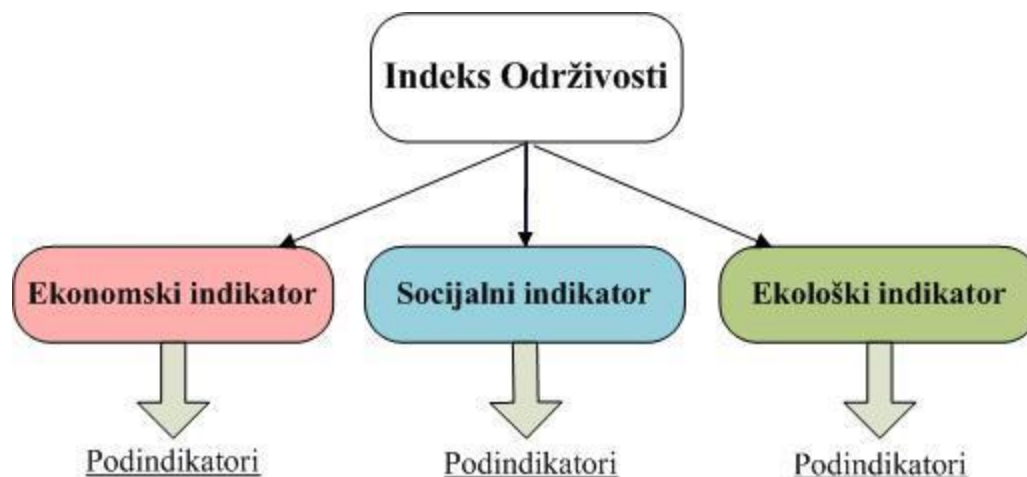 Indeks Održivosti
Ekonomski indikator
Socijalni indikator
Ekološki indikator
Podindikatori
Podindikatori
Podindikatori